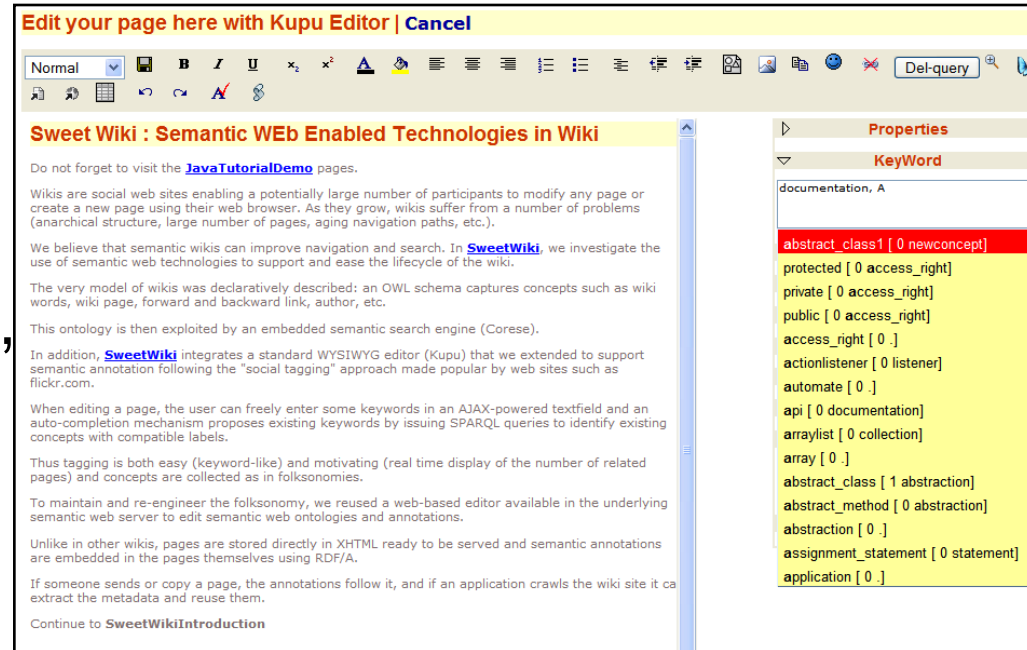 Edit your page here with Kupu Editor | Cancel
Normal B I U x2 x2 A Del-query
A
Sweet Wiki : Semantic WEb Enabled Technologies in Wiki
Do not forget to visit the JavaTutorialDemo pages.
Wikis are social web sites enabling a potentially large number of participants to modify any page or
create a new page using their web browser. As they grow, wikis suffer from a number of problems
(anarchical structure, large number of pages, aging navigation paths, etc.).
We believe that semantic wikis can improve navigation and search. In SweetWiki, we investigate the
use of semantic web technologies to support and ease the lifecycle of the wiki.
The very model of wikis was declaratively described: an OWL schema captures concepts such as wiki
words, wiki page, forward and backward link, author, etc.
This ontology is then exploited by an embedded semantic search engine (Corese).
,
In addition, SweetWiki integrates a standard WYSIWYG editor (Kupu) that we extended to support
semantic annotation following the "social tagging" approach made popular by web sites such as
flickr.com.
When editing a page, the user can freely enter some keywords in an AJAX-powered textfield and an
auto-completion mechanism proposes existing keywords by issuing SPARQL queries to identify existing
concepts with compatible labels.
Thus tagging is both easy (keyword-like) and motivating (real time display of the number of related
pages) and concepts are collected as in folksonomies.
To maintain and re-engineer the folksonomy, we reused a web-based editor available in the underlying
semantic web server to edit semantic web ontologies and annotations.
Unlike in other wikis, pages are stored directly in XHTML ready to be served and semantic annotations
are embedded in the pages themselves using RDF/A.
If someone sends or copy a page, the annotations follow it, and if an application crawls the wiki site it ca
extract the metadata and reuse them.
Continue to SweetWikiIntroduction
Properties
KeyWord
documentation, A
abstract_class1 [ 0 newconcept]
protected [ 0 access_right]
private [ 0 access_right]
public [ 0 access_right]
access_right [ 0 .]
actionlistener [ 0 listener]
automate [ 0 .]
api [ 0 documentation]
arraylist [ 0 collection]
array [ 0 .]
abstract_class [ 1 abstraction]
abstract_method [ 0 abstraction]
abstraction [ 0 .]
assignment_statement [ 0 statement]
application [ 0 .]